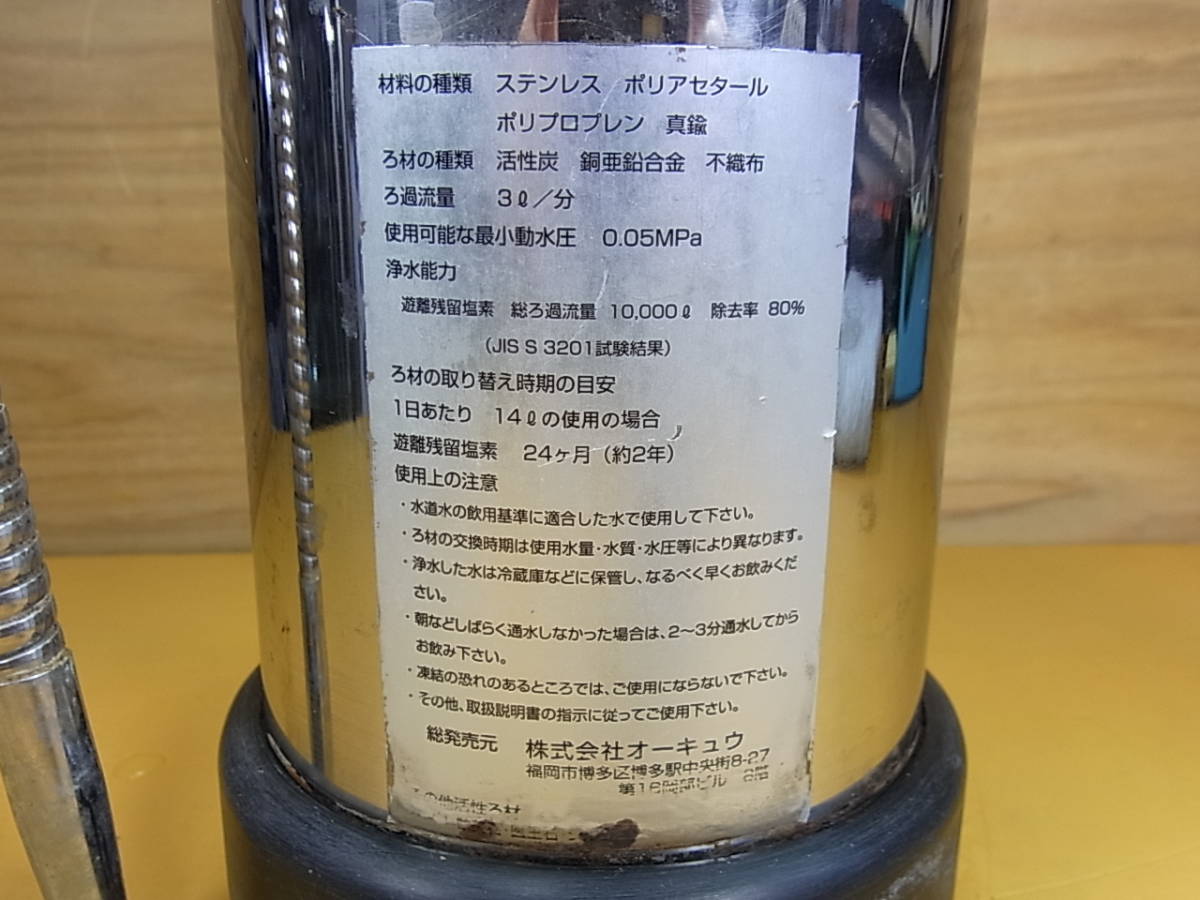 材料の種類 ステンレス ポリアセタール
ポリプロプレン 真鍮
ろ材の種類 活性炭 銅亜鉛合金 不織布
ろ過流量 3ℓ/分
使用可能な最小動水圧 0.05MPa
浄水能力
遊離残留塩素 総ろ過流量 10,000ℓ 除去率 80%
(JIS S 3201試験結果)
ろ材の取り替え時期の目安
1日あたり 14ℓの使用の場合
遊離残留塩素 24ヶ月(約2年)
使用上の注意
・水道水の飲用基準に適合した水で使用して下さい。
・ろ材の交換時期は使用水量・水質・水圧等により異なります。
・浄水した水は冷蔵庫などに保管し、なるべく早くお飲みくだ
さい。
・朝などしばらく通水しなかった場合は、2〜3分通水してから
お飲み下さい。
・凍結の恐れのあるところでは、ご使用にならないで下さい。
・その他、取扱説明書の指示に従ってご使用下さい。
総発売元 株式会社オーキュウ
福岡市博多区博多駅中央街8-27
第16岡部ビル
その他活性ろ材